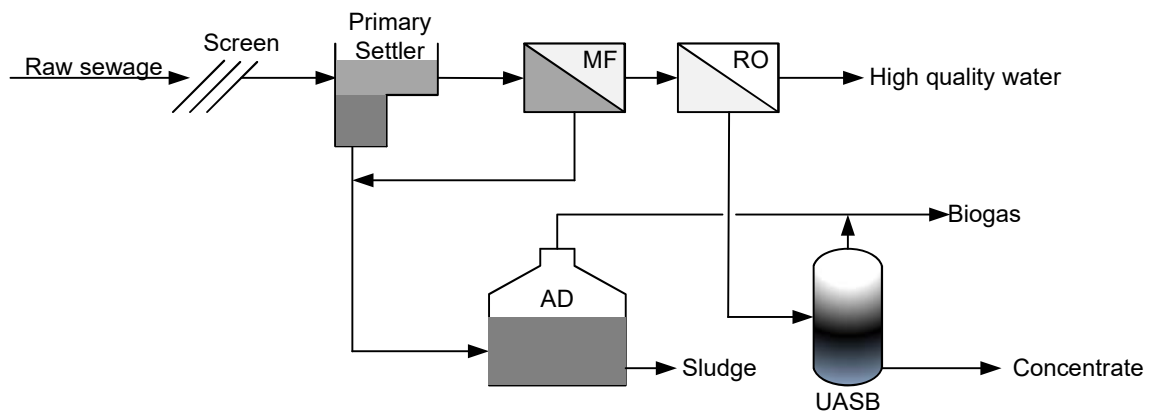 Primary
Settler
Screen
Raw sewage
MF
RO
High quality water
Biogas
AD
Sludge
Concentrate
UASB